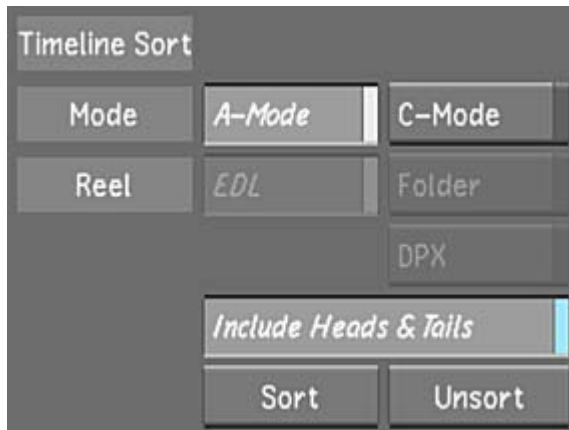 Timeline Sort
Mode A-Mode C-Mode
Reel EDL Folder
DPX
Include Heads & Tails
Sort Unsort